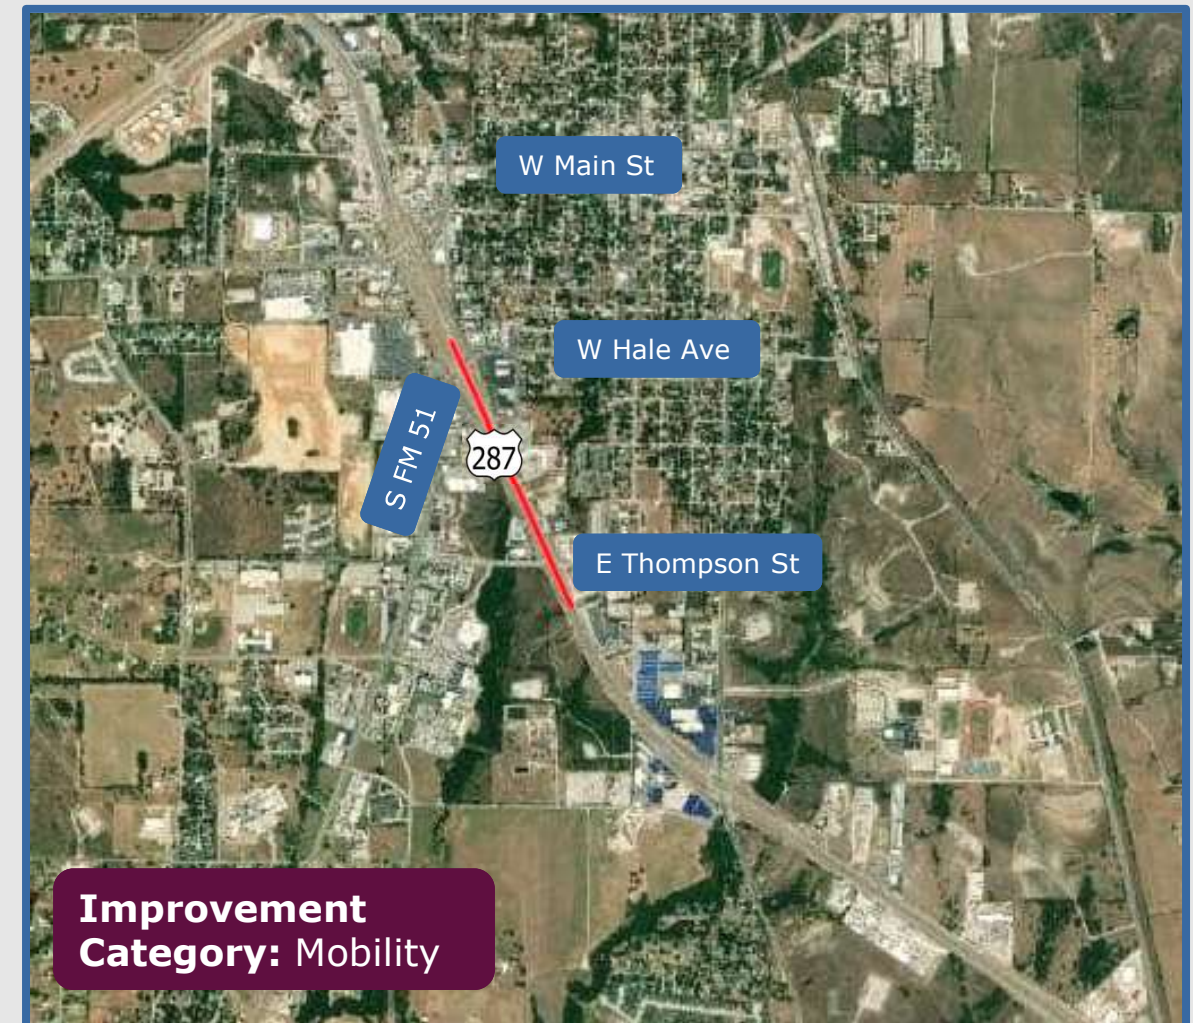 W Main St
W Hale Ave
S FM 51
287
E Thompson St
Improvement
Category: Mobility